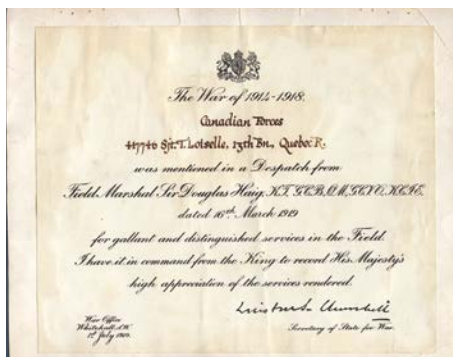 The War of 1914-1918.
Canadian Forces
417746 Sjt. T. Loiselle, 13th Bn., Quebec R.
was mentioned in a Despatch from
Field Marshal Sir Douglas Haig, K.T. G.C.B. O.M. G.C.V.O. K.C.I.E.
dated 16th March 1919
for gallant and distinguished services in the Field.
I have it in command from the King to record His Majesty's
high appreciation of the services rendered.
Winston S. Churchill
War Office
Whitehall. S.W.
1st July 1919.
Secretary of State for War.